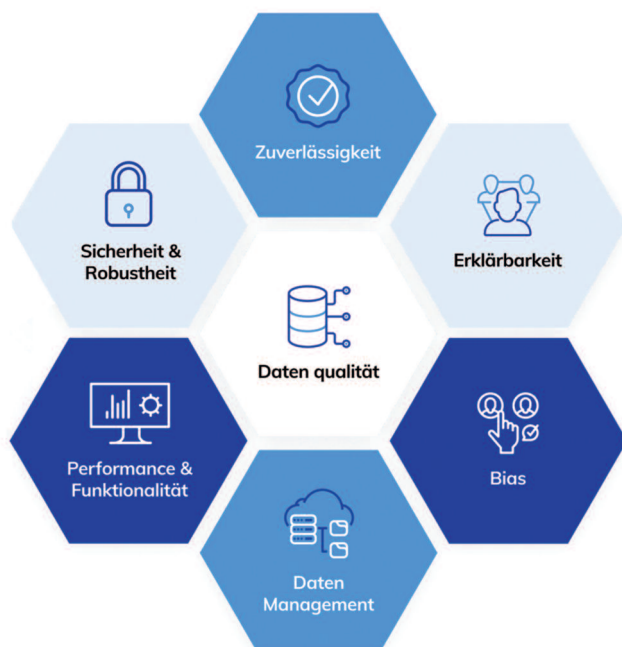 Zuverlässigkeit
Sicherheit &
Robustheit
Erklärbarkeit
Daten qualität
Performance &
Funktionalität
Bias
Daten
Management